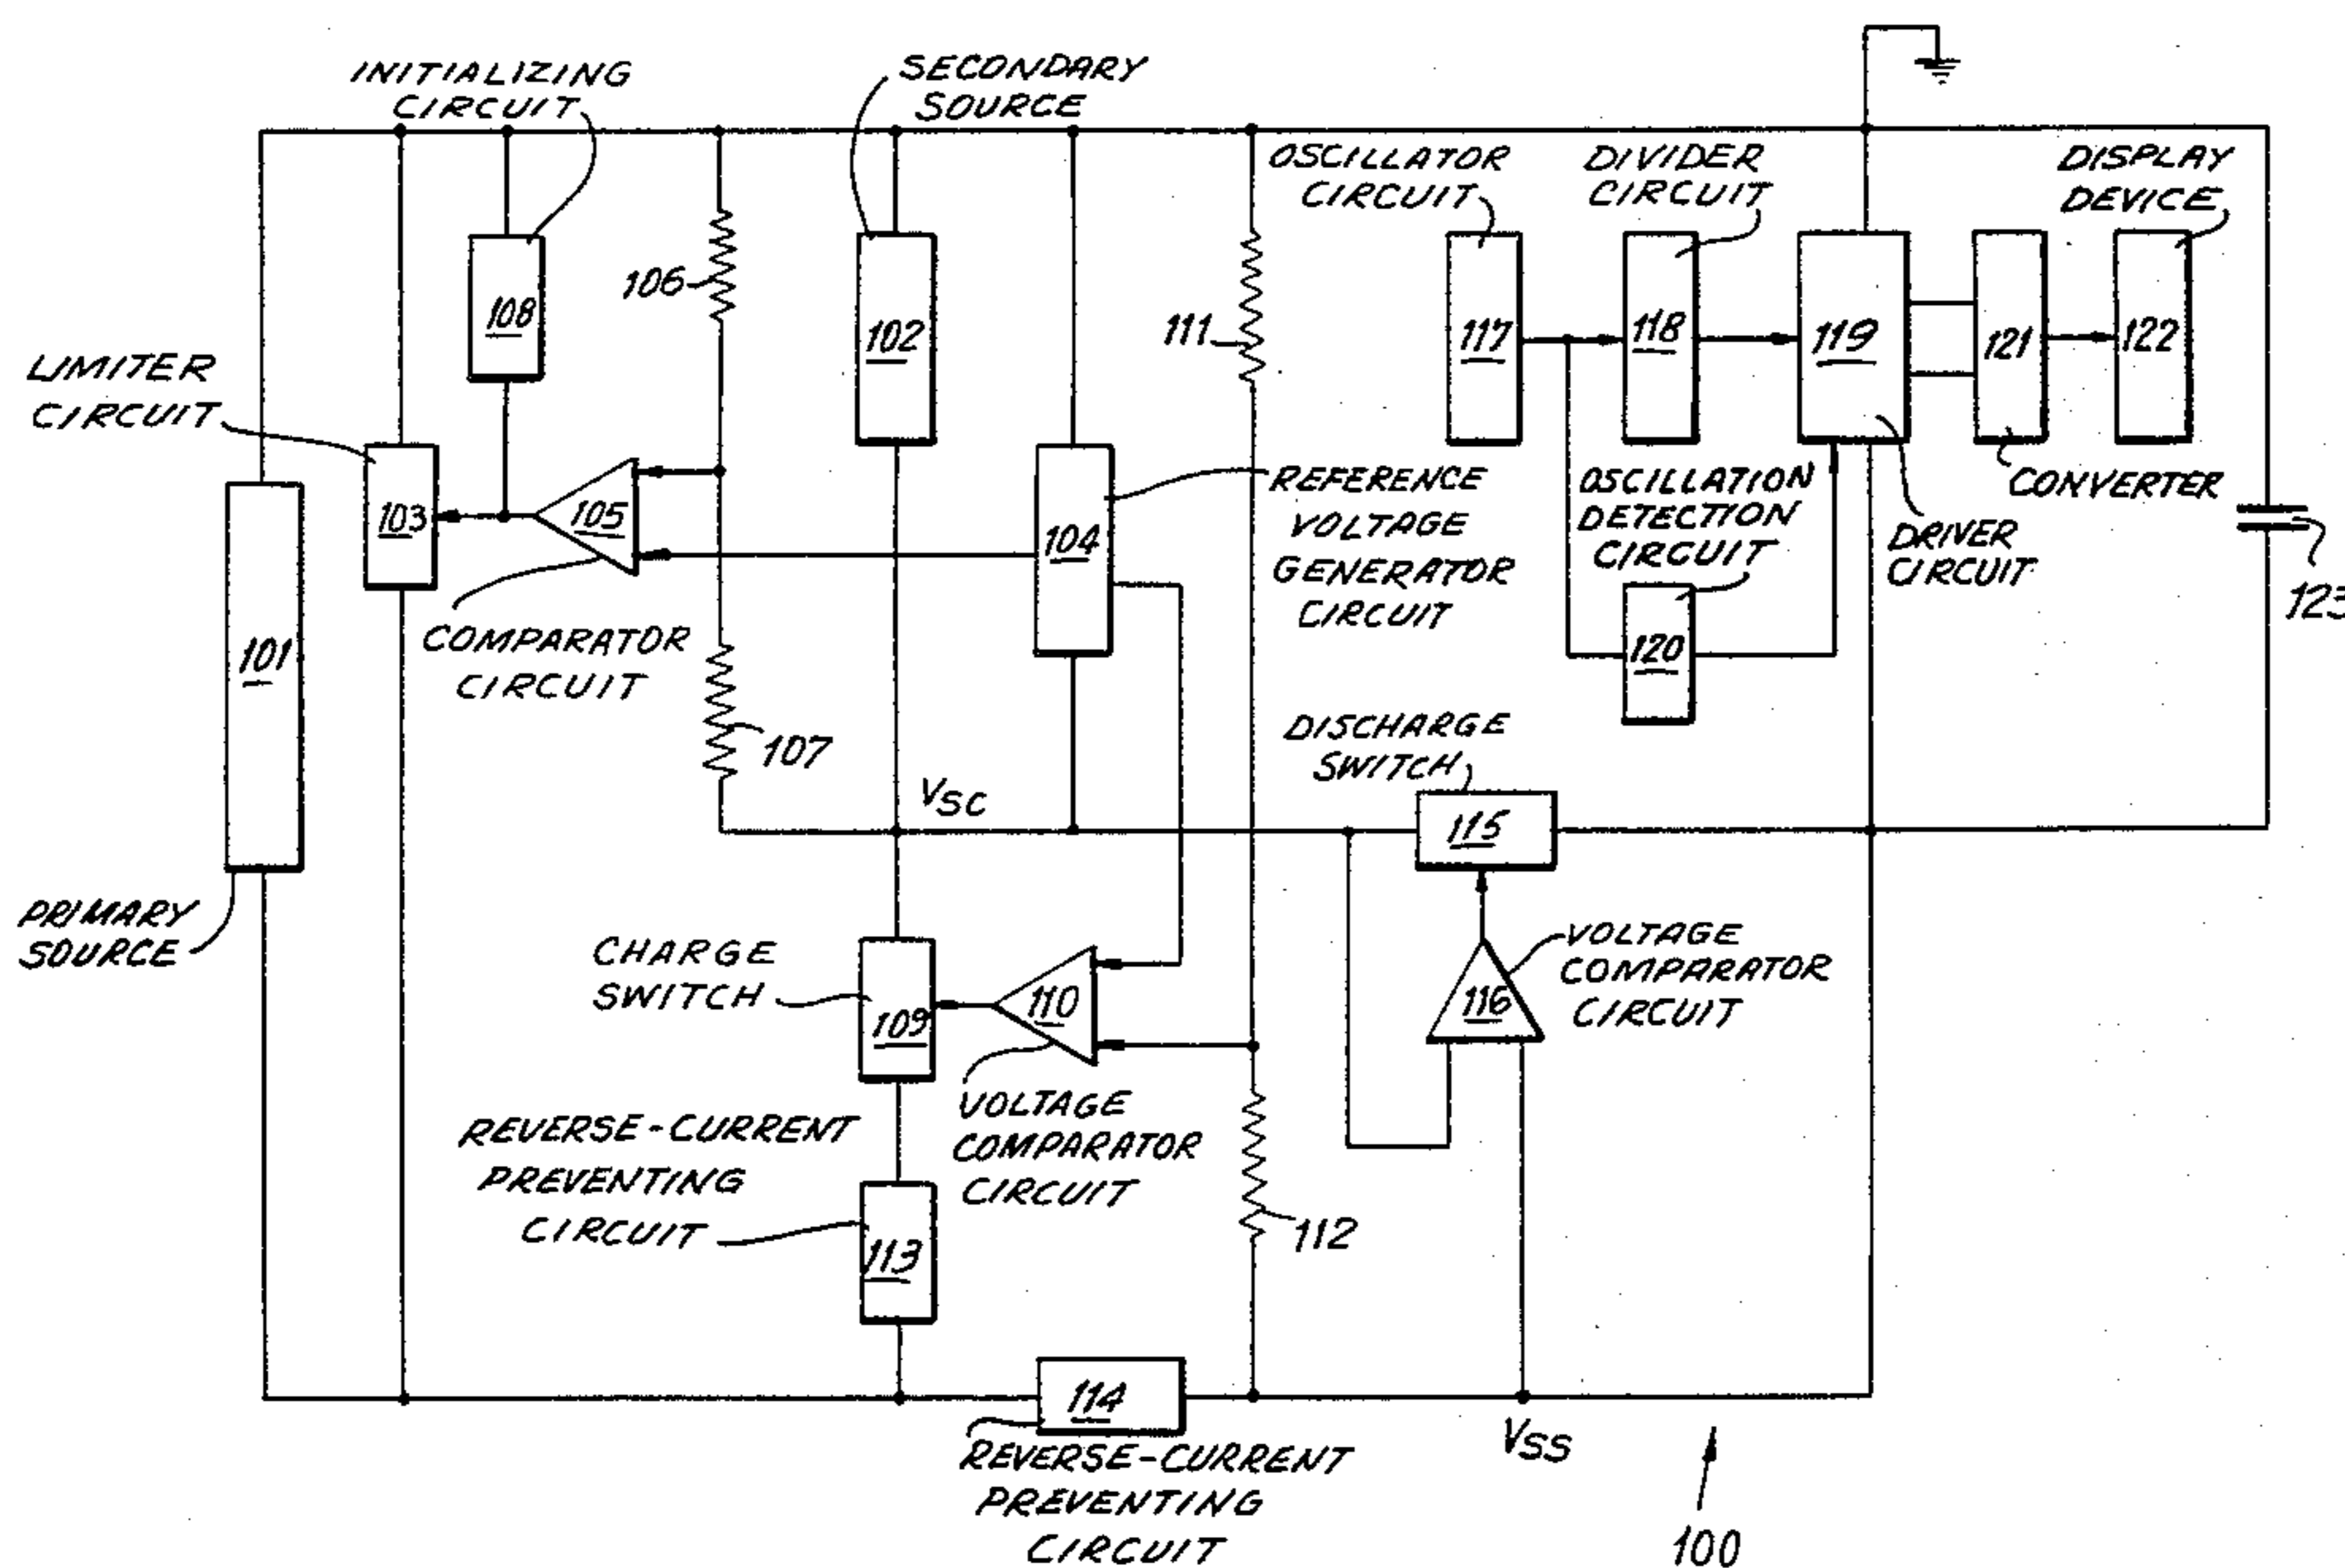 INITIALIZING
CIRCUIT
SECONDARY
SOURCE
OSCILLATOR
CIRCUIT
DIVIDER
CIRCUIT
DISPLAY
DEVICE
108
106
102
111
117
118
119
121
122
LIMITER
CIRCUIT
103
105
104
REFERENCE
VOLTAGE
GENERATOR
CIRCUIT
OSCILLATION
DETECTION
CIRCUIT
CONVERTER
DRIVER
CIRCUIT
123
101
COMPARATOR
CIRCUIT
120
107
DISCHARGE
SWITCH
VSC
115
PRIMARY
SOURCE
CHARGE
SWITCH
109
110
116
VOLTAGE
COMPARATOR
CIRCUIT
REVERSE-CURRENT
PREVENTING
CIRCUIT
VOLTAGE
COMPARATOR
CIRCUIT
113
112
114
REVERSE-CURRENT
PREVENTING
CIRCUIT
VSS
100